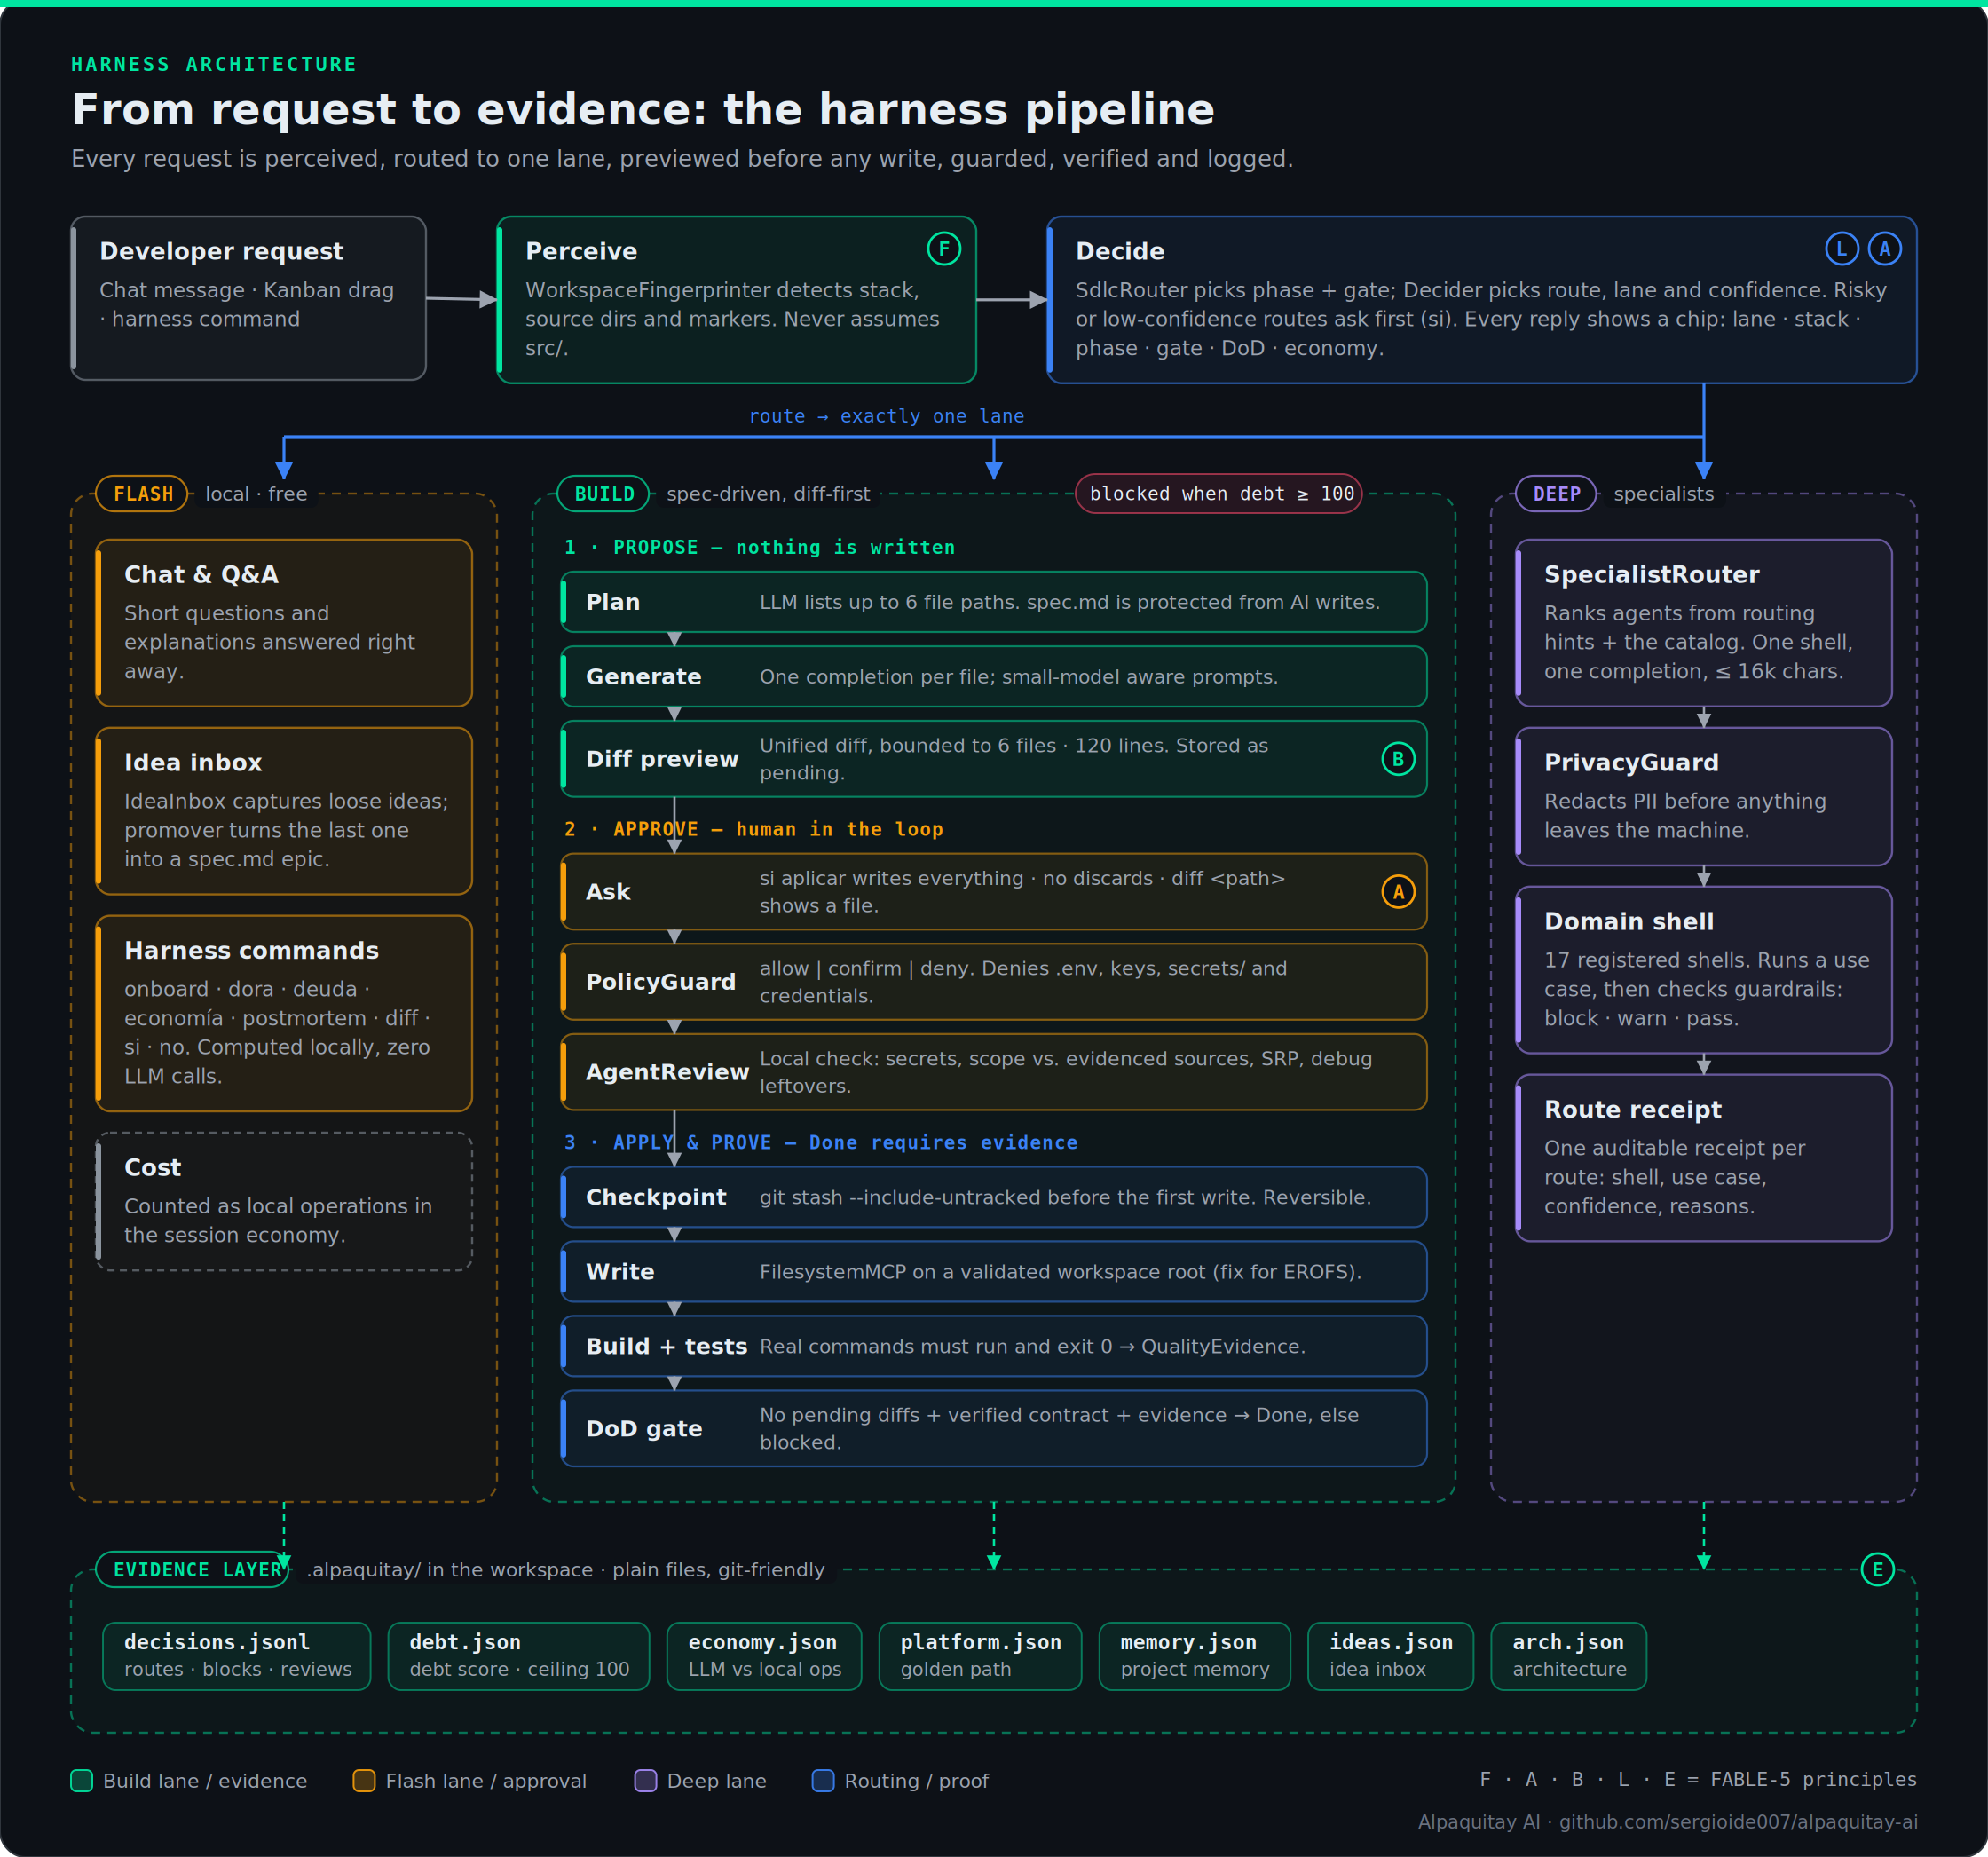 HARNESS ARCHITECTURE
From request to evidence: the harness pipeline
Every request is perceived, routed to one lane, previewed before any write, guarded, verified and logged.
Developer request
Chat message · Kanban drag
· harness command
Perceive
F
WorkspaceFingerprinter detects stack,
source dirs and markers. Never assumes
src/.
Decide
L
A
SdlcRouter picks phase + gate; Decider picks route, lane and confidence. Risky
or low-confidence routes ask first (si). Every reply shows a chip: lane · stack ·
phase · gate · DoD · economy.
route → exactly one lane
FLASH
local · free
Chat & Q&A
Short questions and
explanations answered right
away.
Idea inbox
IdeaInbox captures loose ideas;
promover turns the last one
into a spec.md epic.
Harness commands
onboard · dora · deuda ·
economía · postmortem · diff ·
si · no. Computed locally, zero
LLM calls.
Cost
Counted as local operations in
the session economy.
BUILD
spec-driven, diff-first
blocked when debt ≥ 100
1 · PROPOSE — nothing is written
Plan
LLM lists up to 6 file paths. spec.md is protected from AI writes.
Generate
One completion per file; small-model aware prompts.
Diff preview
Unified diff, bounded to 6 files · 120 lines. Stored as
pending.
B
2 · APPROVE — human in the loop
Ask
si aplicar writes everything · no discards · diff <path>
shows a file.
A
PolicyGuard
allow | confirm | deny. Denies .env, keys, secrets/ and
credentials.
AgentReview
Local check: secrets, scope vs. evidenced sources, SRP, debug
leftovers.
3 · APPLY & PROVE — Done requires evidence
Checkpoint
git stash --include-untracked before the first write. Reversible.
Write
FilesystemMCP on a validated workspace root (fix for EROFS).
Build + tests
Real commands must run and exit 0 → QualityEvidence.
DoD gate
No pending diffs + verified contract + evidence → Done, else
blocked.
DEEP
specialists
SpecialistRouter
Ranks agents from routing
hints + the catalog. One shell,
one completion, ≤ 16k chars.
PrivacyGuard
Redacts PII before anything
leaves the machine.
Domain shell
17 registered shells. Runs a use
case, then checks guardrails:
block · warn · pass.
Route receipt
One auditable receipt per
route: shell, use case,
confidence, reasons.
EVIDENCE LAYER
.alpaquitay/ in the workspace · plain files, git-friendly
E
decisions.jsonl
routes · blocks · reviews
debt.json
debt score · ceiling 100
economy.json
LLM vs local ops
platform.json
golden path
memory.json
project memory
ideas.json
idea inbox
arch.json
architecture
Build lane / evidence
Flash lane / approval
Deep lane
Routing / proof
F · A · B · L · E = FABLE-5 principles
Alpaquitay AI · github.com/sergioide007/alpaquitay-ai